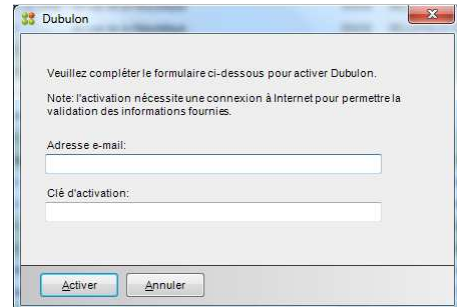 Dubulon
Veuillez compléter le formulaire ci-dessous pour activer Dubulon.
Note: l'activation nécessite une connexion à Internet pour permettre la
validation des informations fournies.
Adresse e-mail:
Clé d'activation:
Activer
Annuler